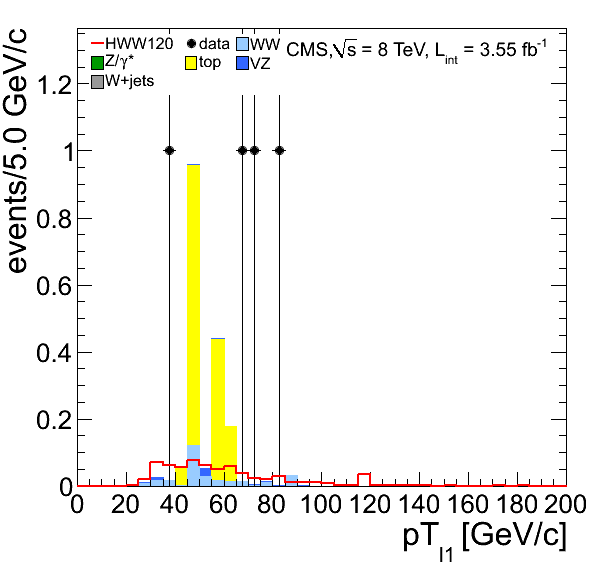 HWW120
data
WW
Z/γ*
top
VZ
W+jets
CMS,√s = 8 TeV, L_int = 3.55 fb⁻¹
events/5.0 GeV/c
1.2
1
0.8
0.6
0.4
0.2
0
0 20 40 60 80 100 120 140 160 180 200
pT_l1 [GeV/c]